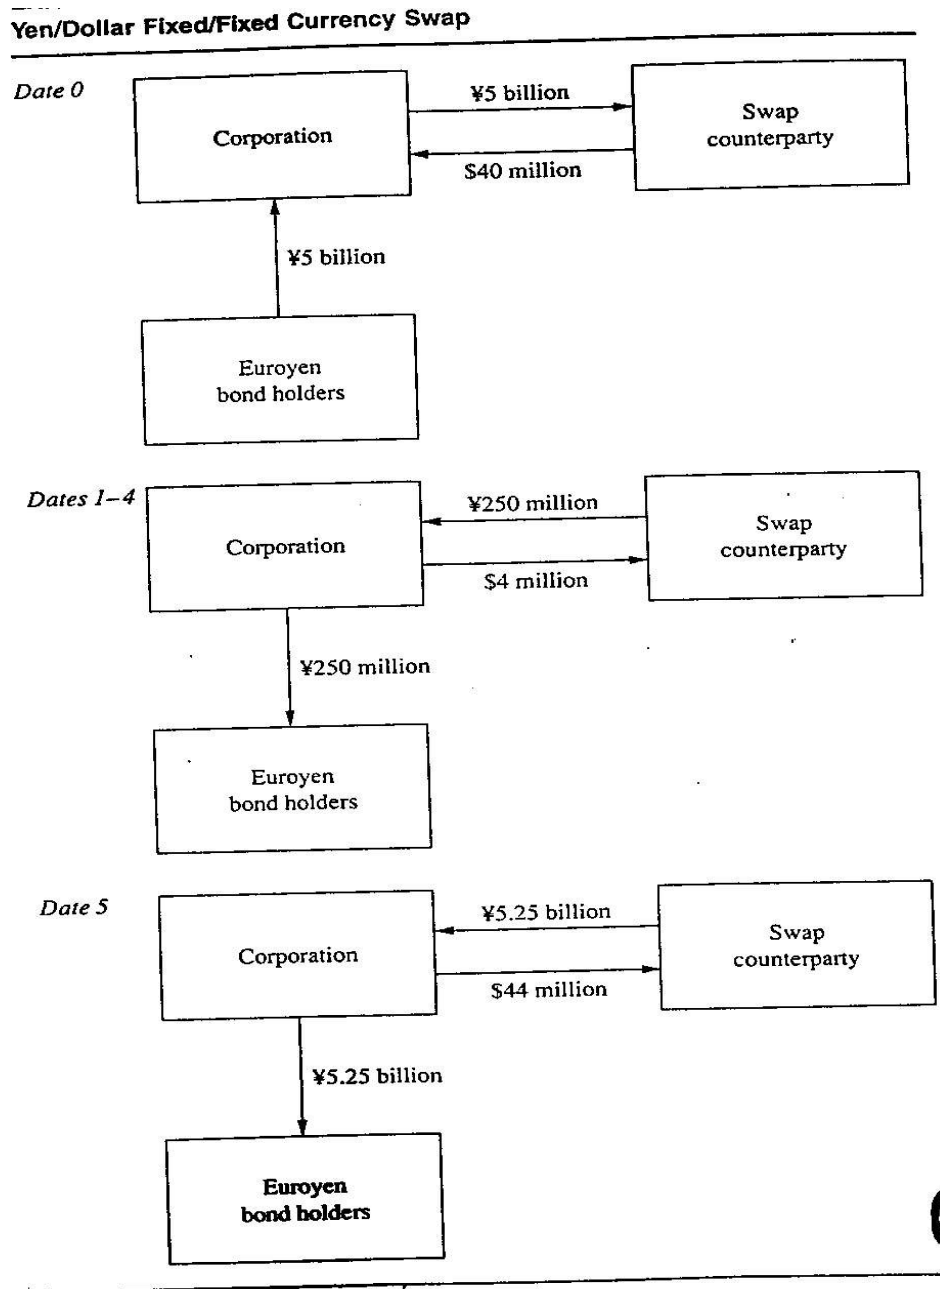 Yen/Dollar Fixed/Fixed Currency Swap
Date 0
Corporation
¥5 billion
$40 million
Swap
counterparty
¥5 billion
Euroyen
bond holders
Dates 1–4
Corporation
¥250 million
$4 million
Swap
counterparty
¥250 million
Euroyen
bond holders
Date 5
Corporation
¥5.25 billion
$44 million
Swap
counterparty
¥5.25 billion
Euroyen
bond holders